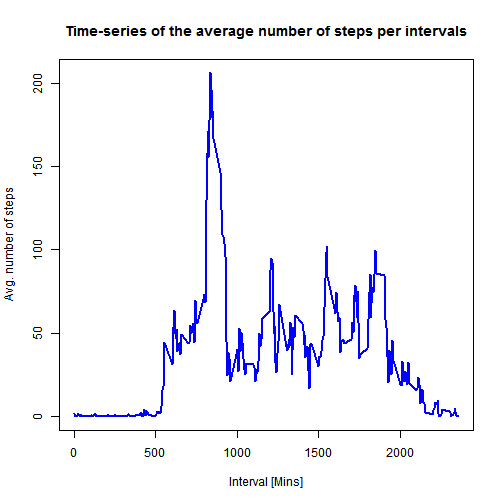 Time-series of the average number of steps per intervals
Avg. number of steps
200
150
100
50
0
0 500 1000 1500 2000
Interval [Mins]